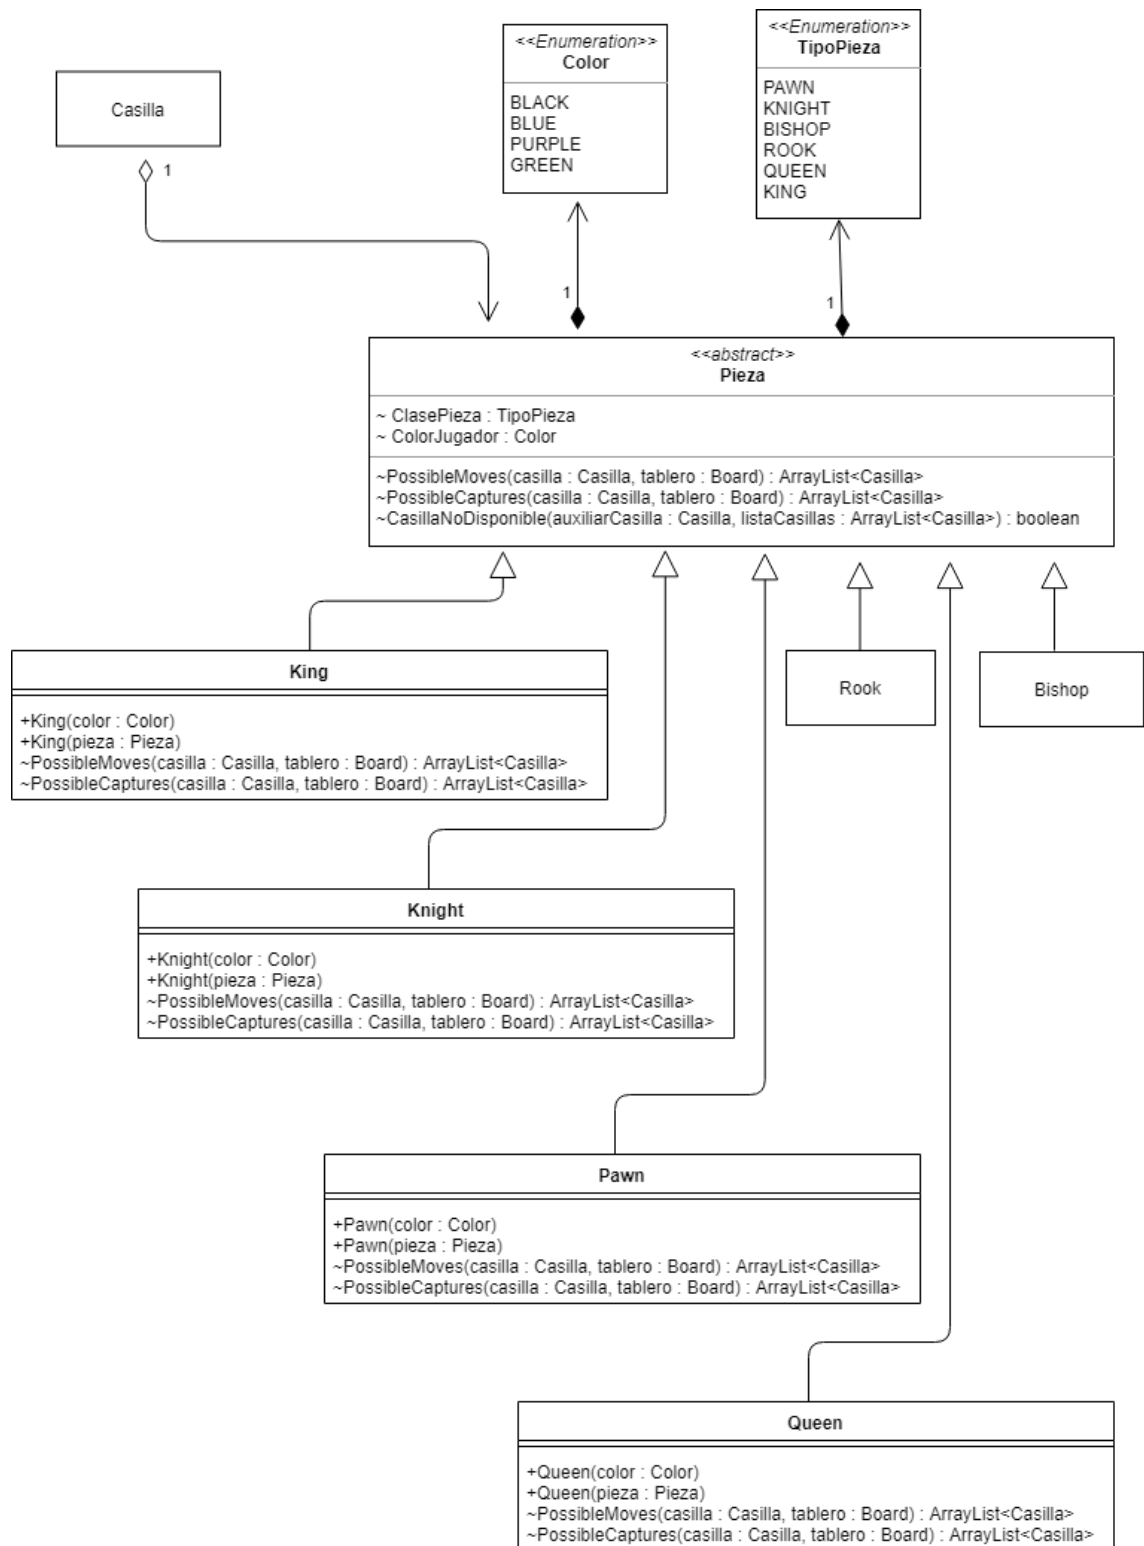 Casilla
1
<<Enumeration>>
Color
BLACK
BLUE
PURPLE
GREEN
<<Enumeration>>
TipoPieza
PAWN
KNIGHT
BISHOP
ROOK
QUEEN
KING
1
1
<<abstract>>
Pieza
~ ClasePieza : TipoPieza
~ ColorJugador : Color
~PossibleMoves(casilla : Casilla, tablero : Board) : ArrayList<Casilla>
~PossibleCaptures(casilla : Casilla, tablero : Board) : ArrayList<Casilla>
~CasillaNoDisponible(auxiliarCasilla : Casilla, listaCasillas : ArrayList<Casilla>) : boolean
King
+King(color : Color)
+King(pieza : Pieza)
~PossibleMoves(casilla : Casilla, tablero : Board) : ArrayList<Casilla>
~PossibleCaptures(casilla : Casilla, tablero : Board) : ArrayList<Casilla>
Rook
Bishop
Knight
+Knight(color : Color)
+Knight(pieza : Pieza)
~PossibleMoves(casilla : Casilla, tablero : Board) : ArrayList<Casilla>
~PossibleCaptures(casilla : Casilla, tablero : Board) : ArrayList<Casilla>
Pawn
+Pawn(color : Color)
+Pawn(pieza : Pieza)
~PossibleMoves(casilla : Casilla, tablero : Board) : ArrayList<Casilla>
~PossibleCaptures(casilla : Casilla, tablero : Board) : ArrayList<Casilla>
Queen
+Queen(color : Color)
+Queen(pieza : Pieza)
~PossibleMoves(casilla : Casilla, tablero : Board) : ArrayList<Casilla>
~PossibleCaptures(casilla : Casilla, tablero : Board) : ArrayList<Casilla>